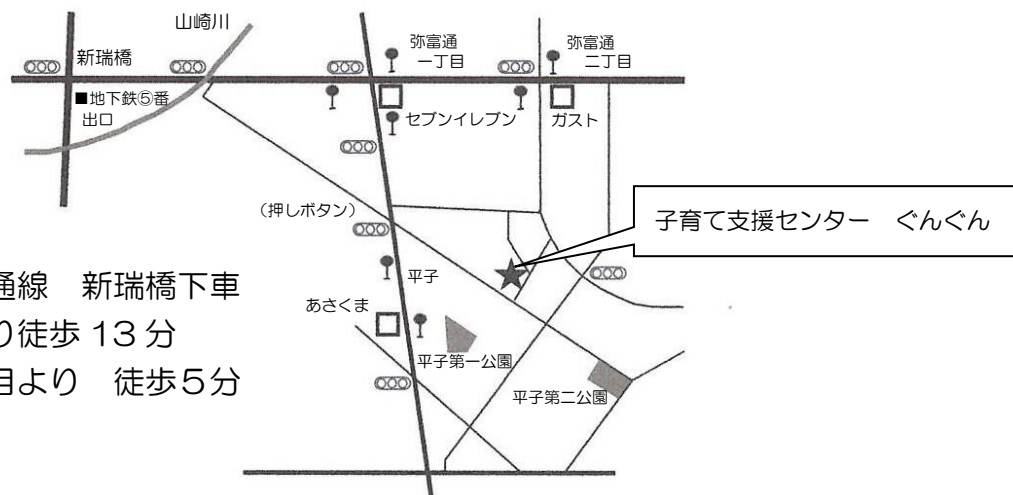 山崎川
新瑞橋
弥富通
一丁目
弥富通
二丁目
■地下鉄⑤番
出口
セブンイレブン
ガスト
(押しボタン)
子育て支援センター ぐんぐん
平子
通線 新瑞橋下車
あさくま
り徒歩13分
平子第一公園
目より 徒歩5分
平子第二公園